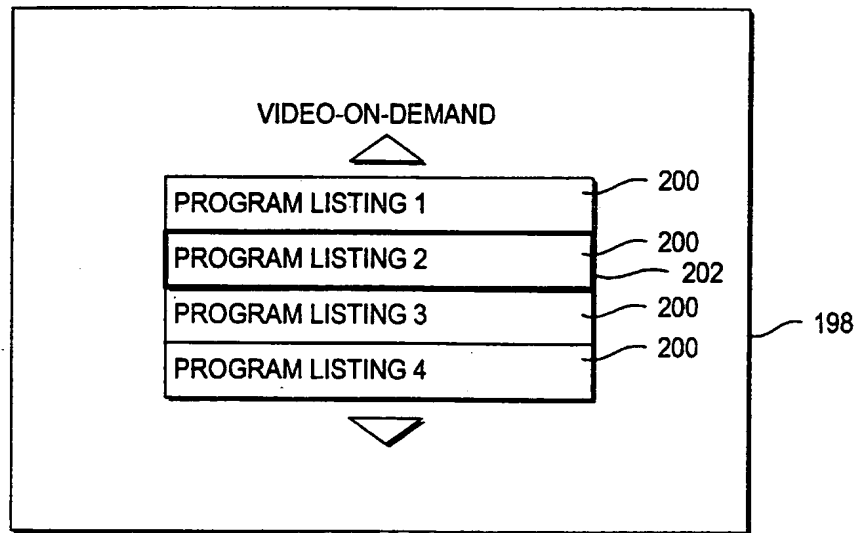 VIDEO-ON-DEMAND
PROGRAM LISTING 1
200
PROGRAM LISTING 2
200
202
PROGRAM LISTING 3
200
198
PROGRAM LISTING 4
200